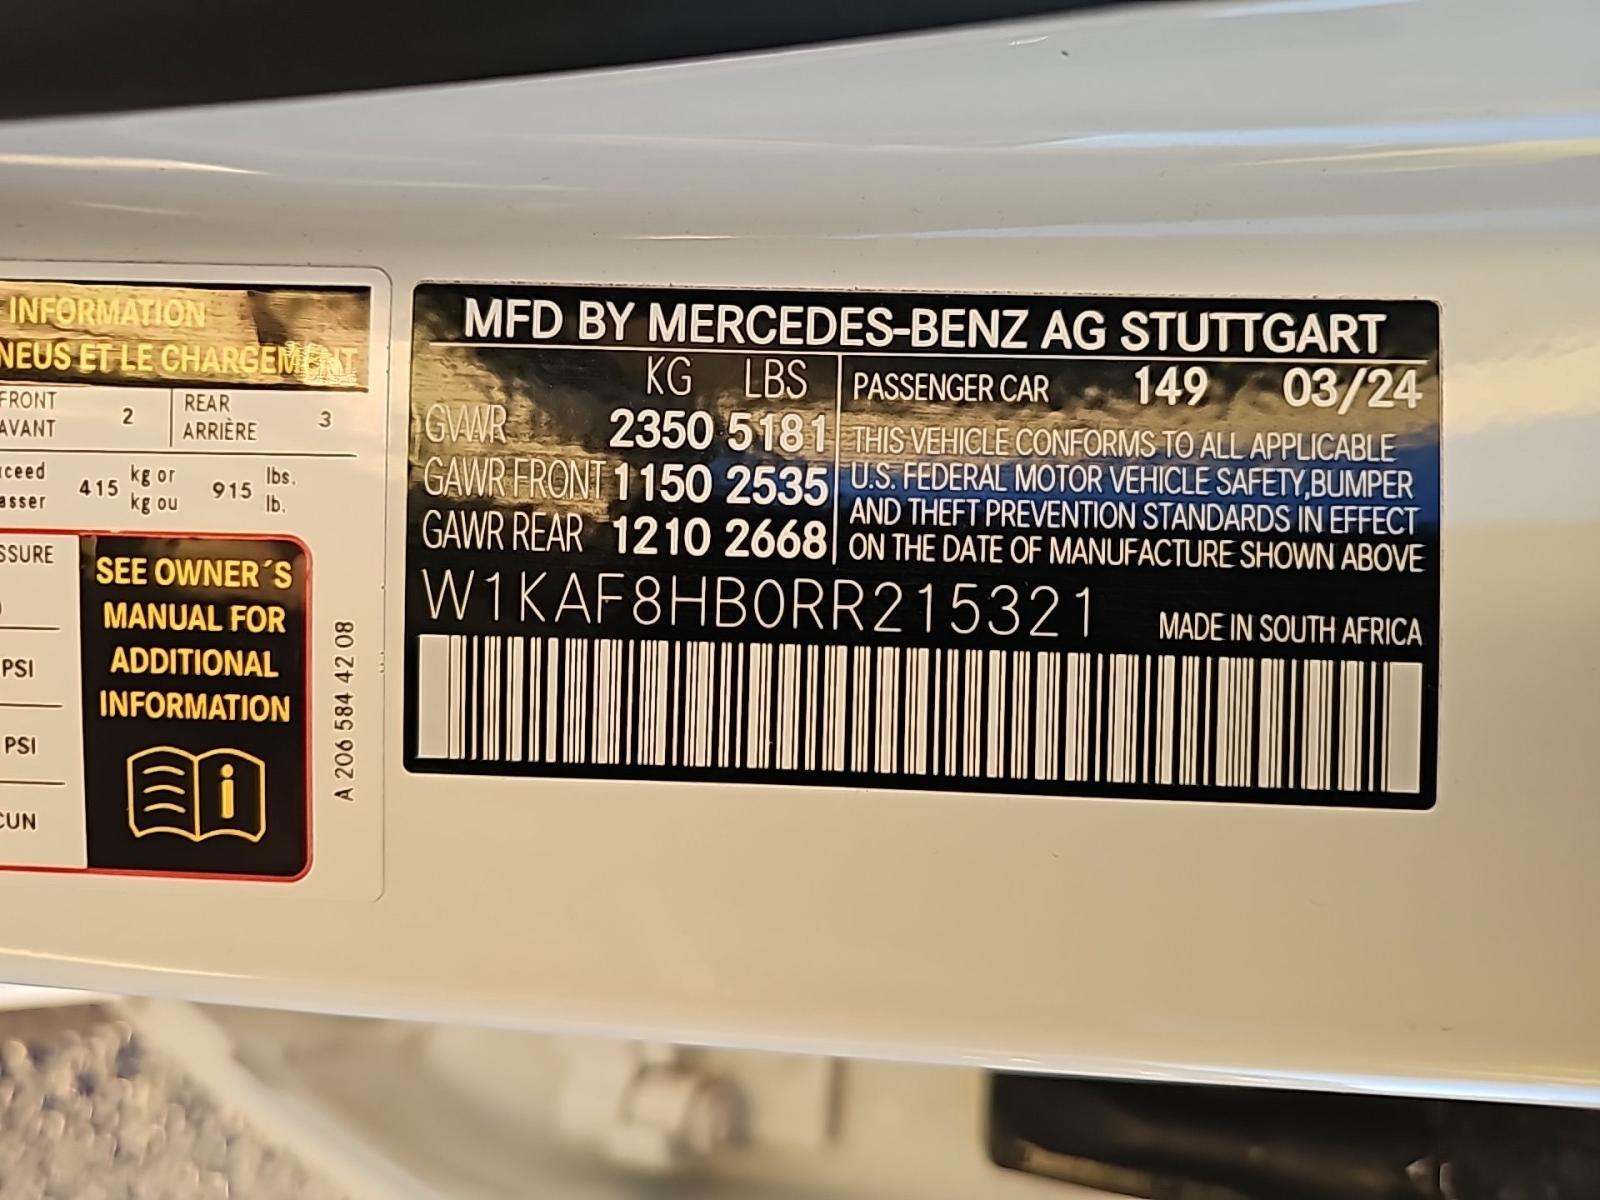 INFORMATION
NEUS ET LE CHARGEMENT
FRONT 2 REAR 3
AVANT ARRIÈRE
xceed kg or lbs.
415 915
asser kg ou lb.
SSURE
PSI
PSI
CUN
SEE OWNER´S
MANUAL FOR
ADDITIONAL
INFORMATION
i
A 206 584 42 08
MFD BY MERCEDES-BENZ AG STUTTGART
KG LBS
GVWR 2350 5181
GAWR FRONT 1150 2535
GAWR REAR 1210 2668
PASSENGER CAR 149 03/24
THIS VEHICLE CONFORMS TO ALL APPLICABLE
U.S. FEDERAL MOTOR VEHICLE SAFETY,BUMPER
AND THEFT PREVENTION STANDARDS IN EFFECT
ON THE DATE OF MANUFACTURE SHOWN ABOVE
W1KAF8HB0RR215321
MADE IN SOUTH AFRICA